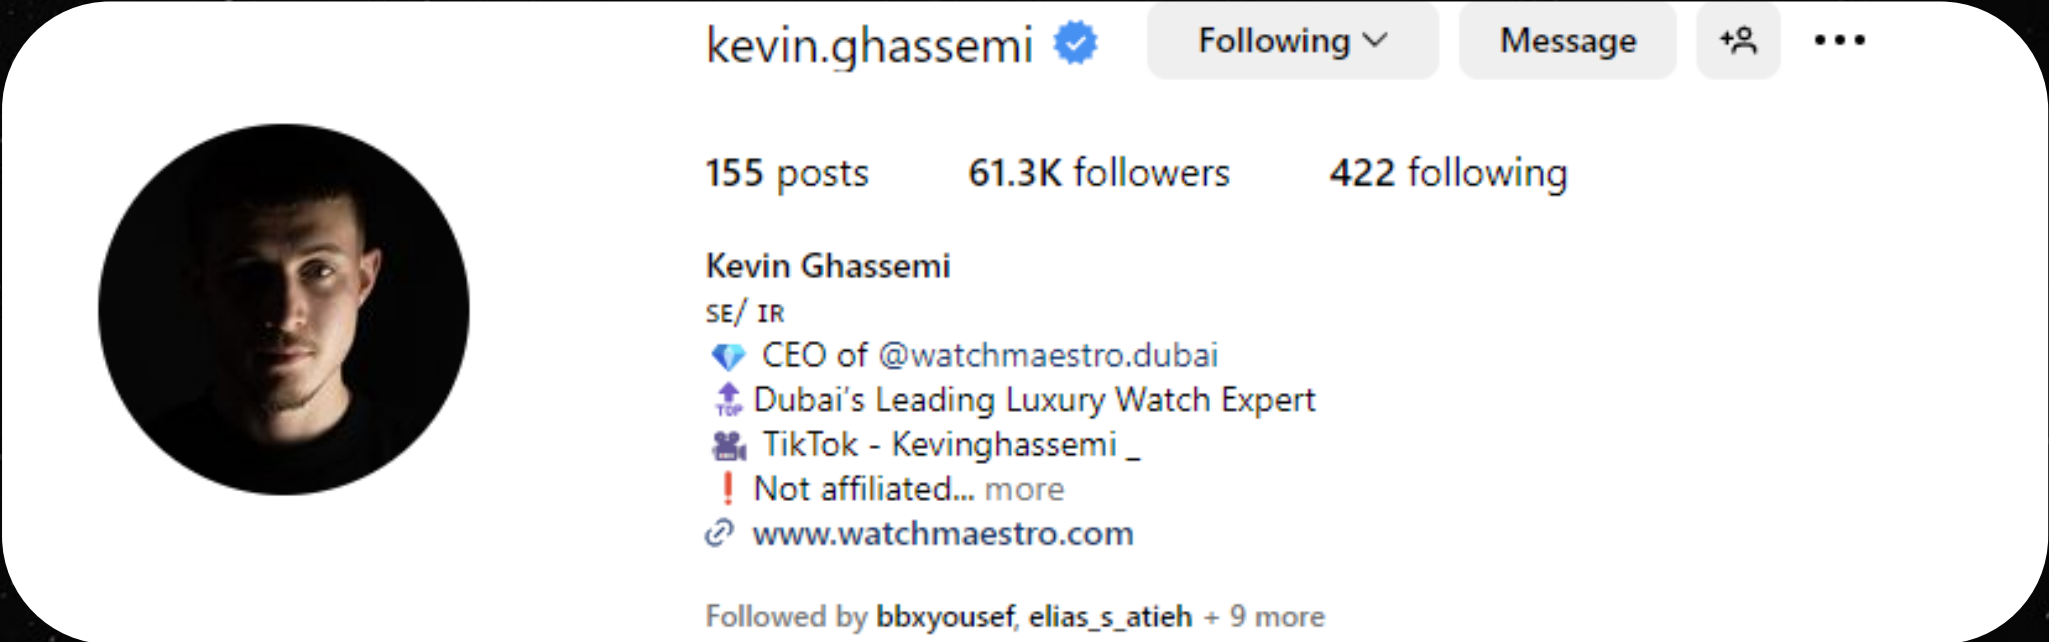 kevin.ghassemi Following Message
155 posts 61.3K followers 422 following
Kevin Ghassemi
SE/ IR
💎 CEO of @watchmaestro.dubai
🔝 Dubai's Leading Luxury Watch Expert
🎥 TikTok - Kevinghassemi _
❗ Not affiliated... more
www.watchmaestro.com
Followed by bbxyousef, elias_s_atieh + 9 more